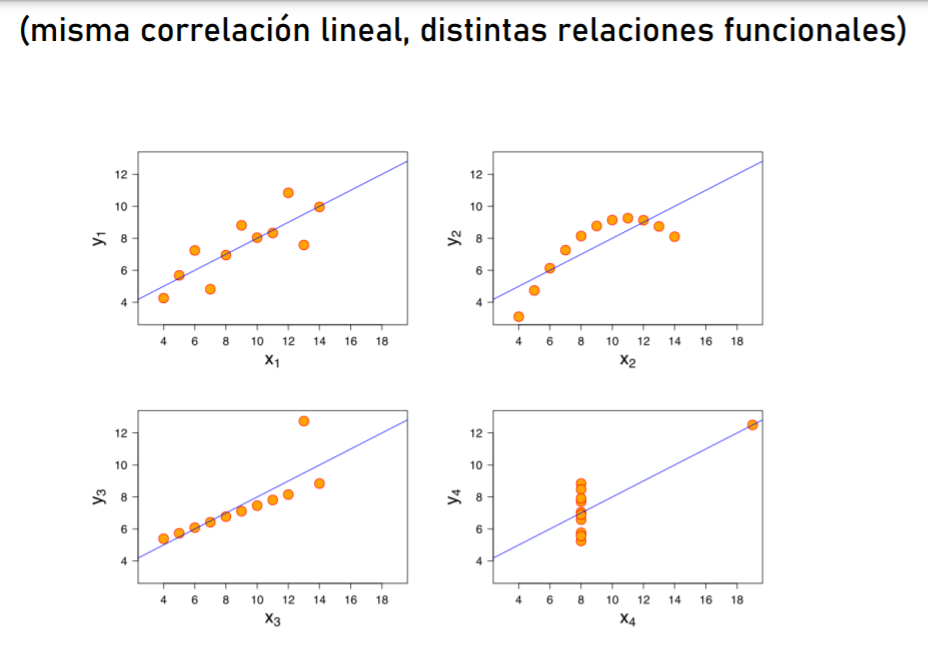 (misma correlación lineal, distintas relaciones funcionales)
12
10
8
6
4
y₁
4 6 8 10 12 14 16 18
x₁
12
10
8
6
4
y₂
4 6 8 10 12 14 16 18
x₂
12
10
8
6
4
y₃
4 6 8 10 12 14 16 18
x₃
12
10
8
6
4
y₄
4 6 8 10 12 14 16 18
x₄